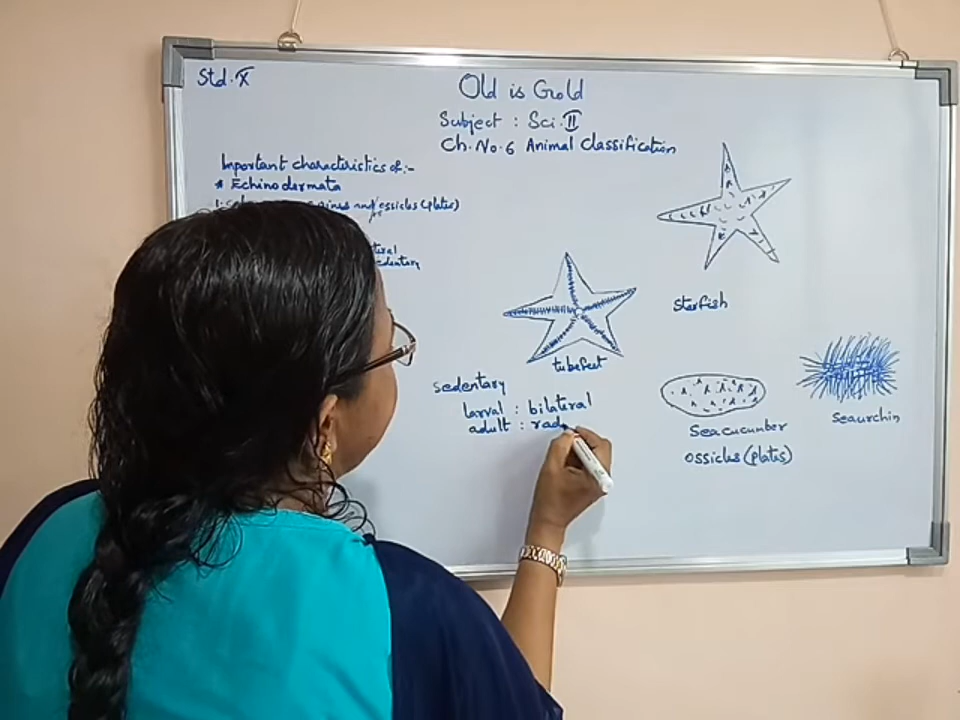 Std. X
Old is Gold
Subject : Sci. II
Ch. No. 6 Animal classification
Important characteristics of :-
* Echinodermata
ossicles (plates)
sedentary
larval : bilateral
adult : rad
tubefeet
starfish
Seacucumber
ossicles (plates)
seaurchin